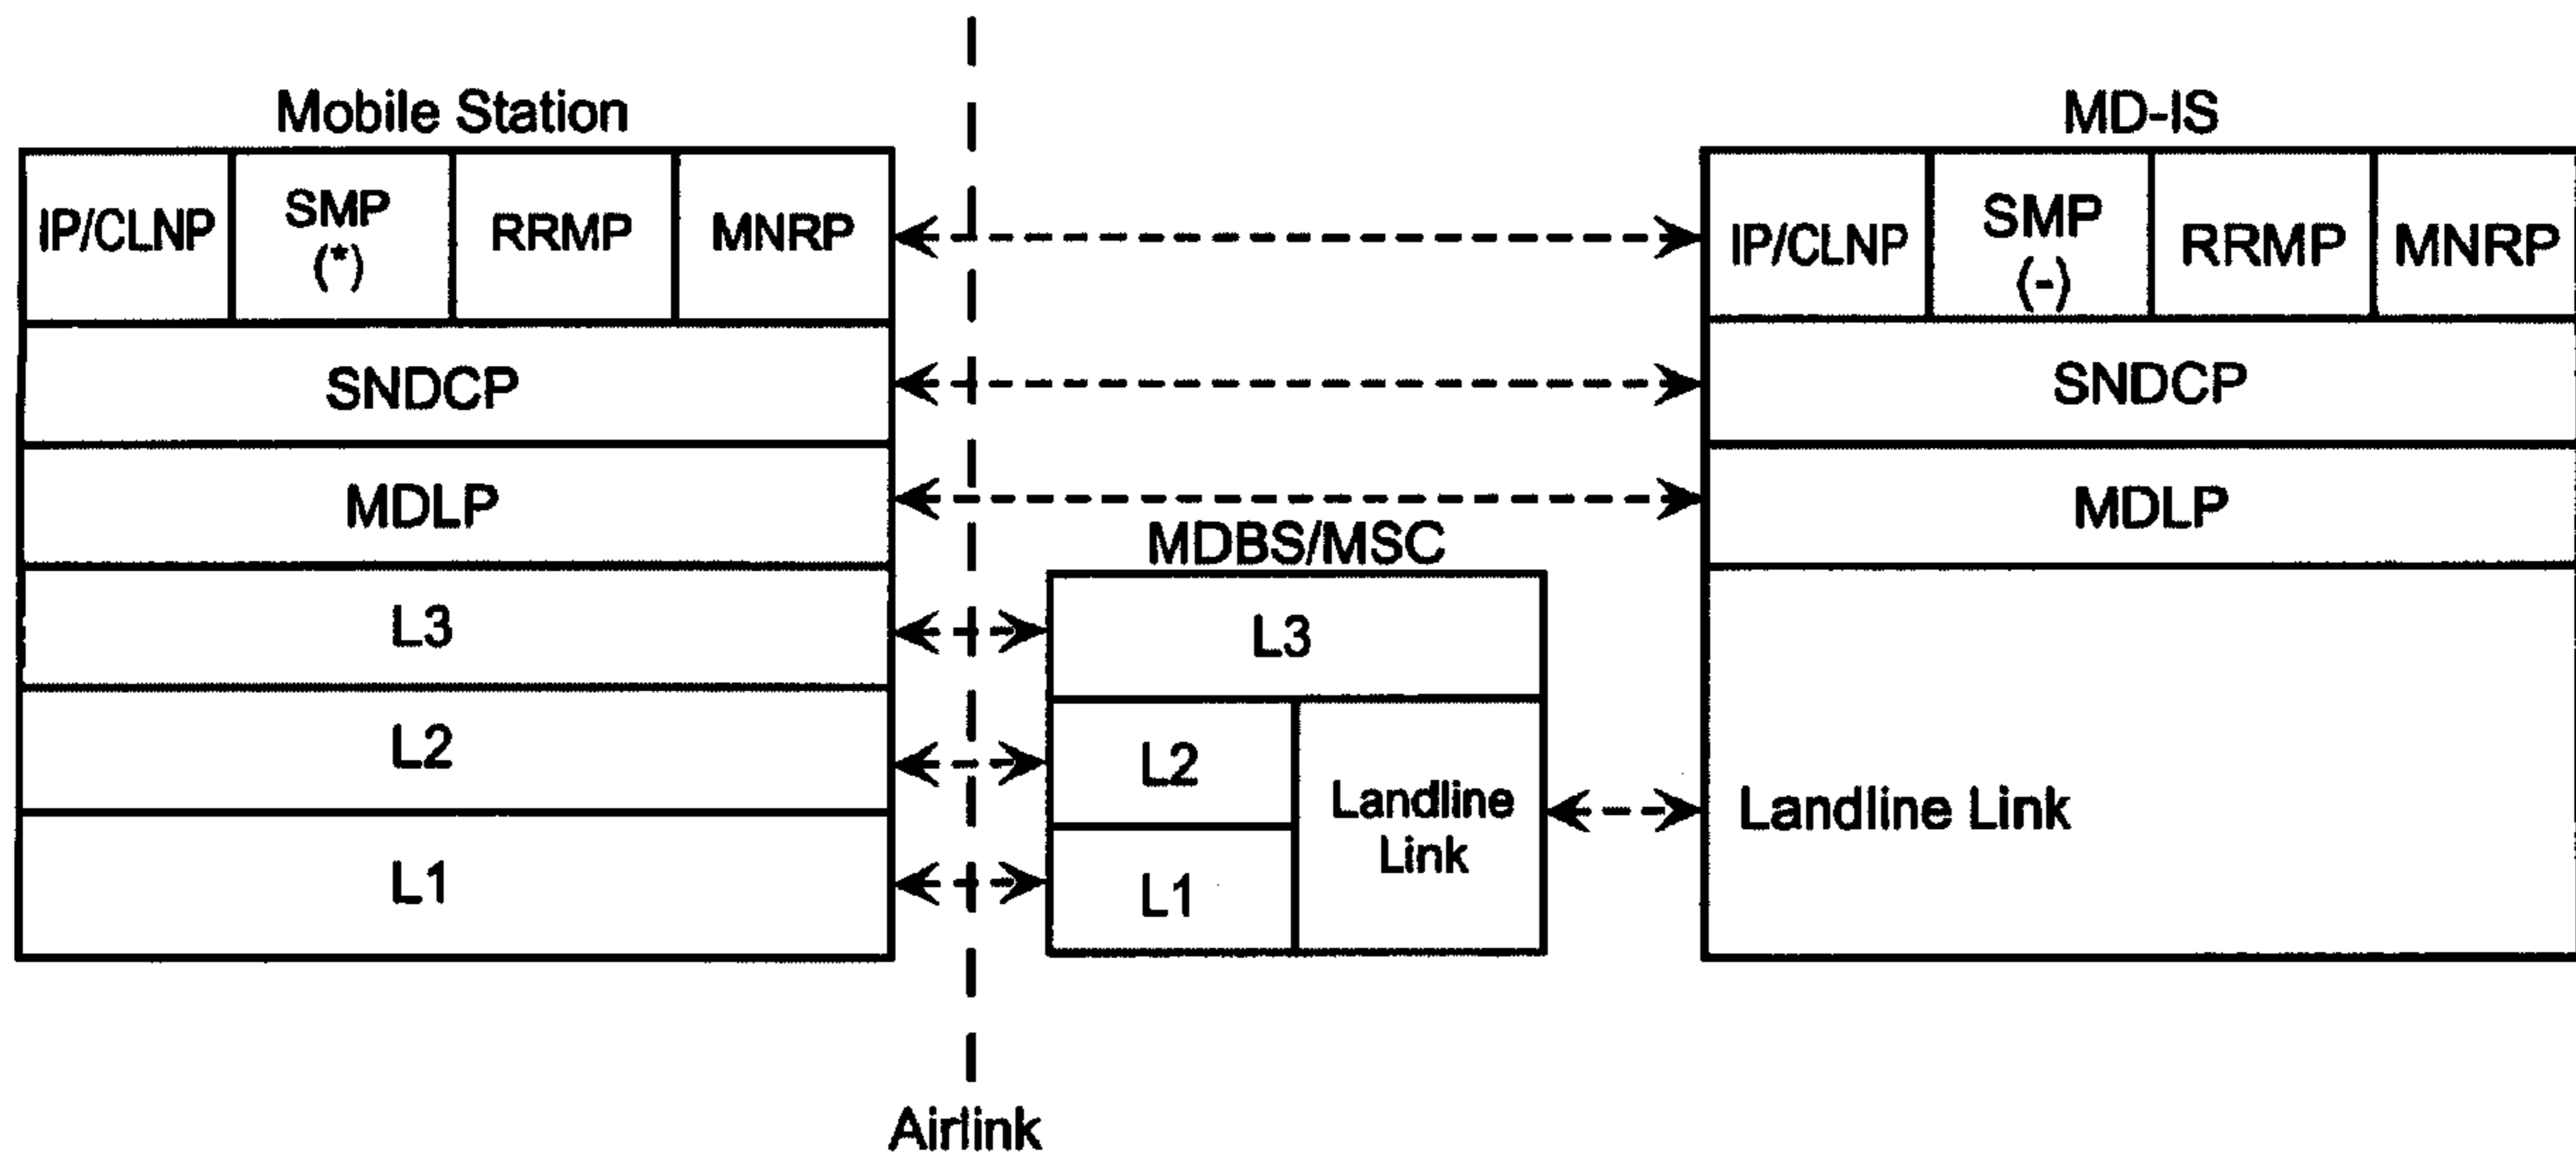 Mobile Station
IP/CLNP
SMP
(*)
RRMP
MNRP
SNDCP
MDLP
L3
L2
L1
Airlink
MDBS/MSC
L3
L2
L1
Landline
Link
MD-IS
IP/CLNP
SMP
(-)
RRMP
MNRP
SNDCP
MDLP
Landline Link